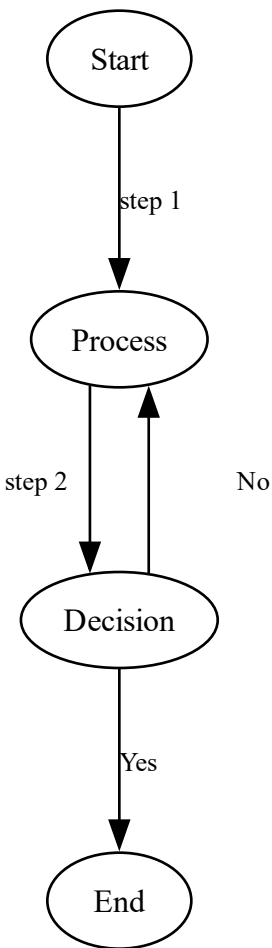 Start
step 1
Process
step 2
No
Decision
Yes
End